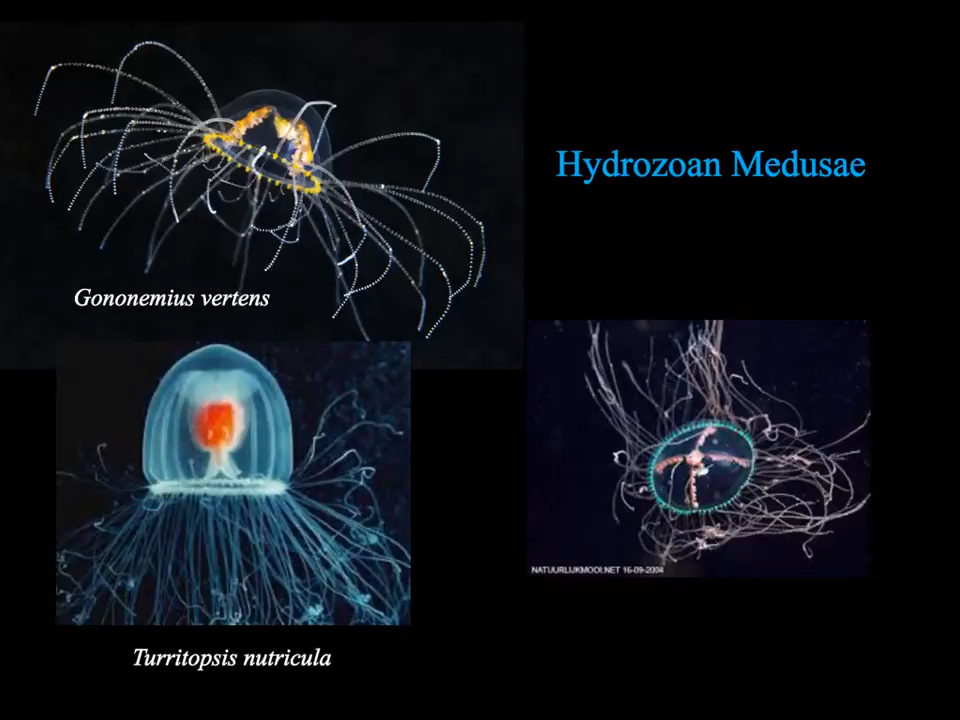 Hydrozoan Medusae
Gononemius vertens
NATUURLIJKMOOI.NET 16-09-2004
Turritopsis nutricula